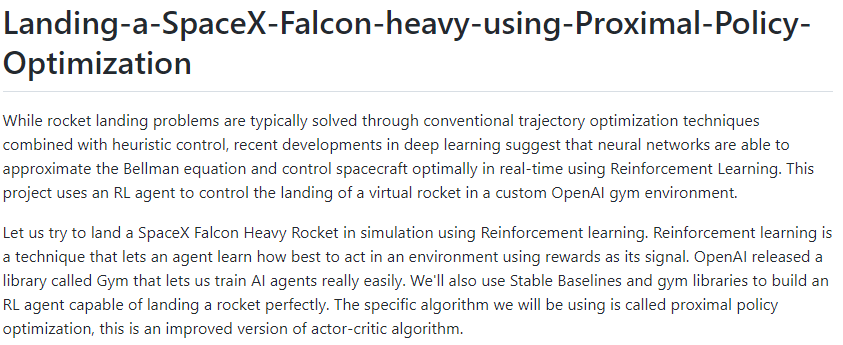 Landing-a-SpaceX-Falcon-heavy-using-Proximal-Policy-
Optimization
While rocket landing problems are typically solved through conventional trajectory optimization techniques
combined with heuristic control, recent developments in deep learning suggest that neural networks are able to
approximate the Bellman equation and control spacecraft optimally in real-time using Reinforcement Learning. This
project uses an RL agent to control the landing of a virtual rocket in a custom OpenAI gym environment.
Let us try to land a SpaceX Falcon Heavy Rocket in simulation using Reinforcement learning. Reinforcement learning is
a technique that lets an agent learn how best to act in an environment using rewards as its signal. OpenAI released a
library called Gym that lets us train AI agents really easily. We'll also use Stable Baselines and gym libraries to build an
RL agent capable of landing a rocket perfectly. The specific algorithm we will be using is called proximal policy
optimization, this is an improved version of actor-critic algorithm.